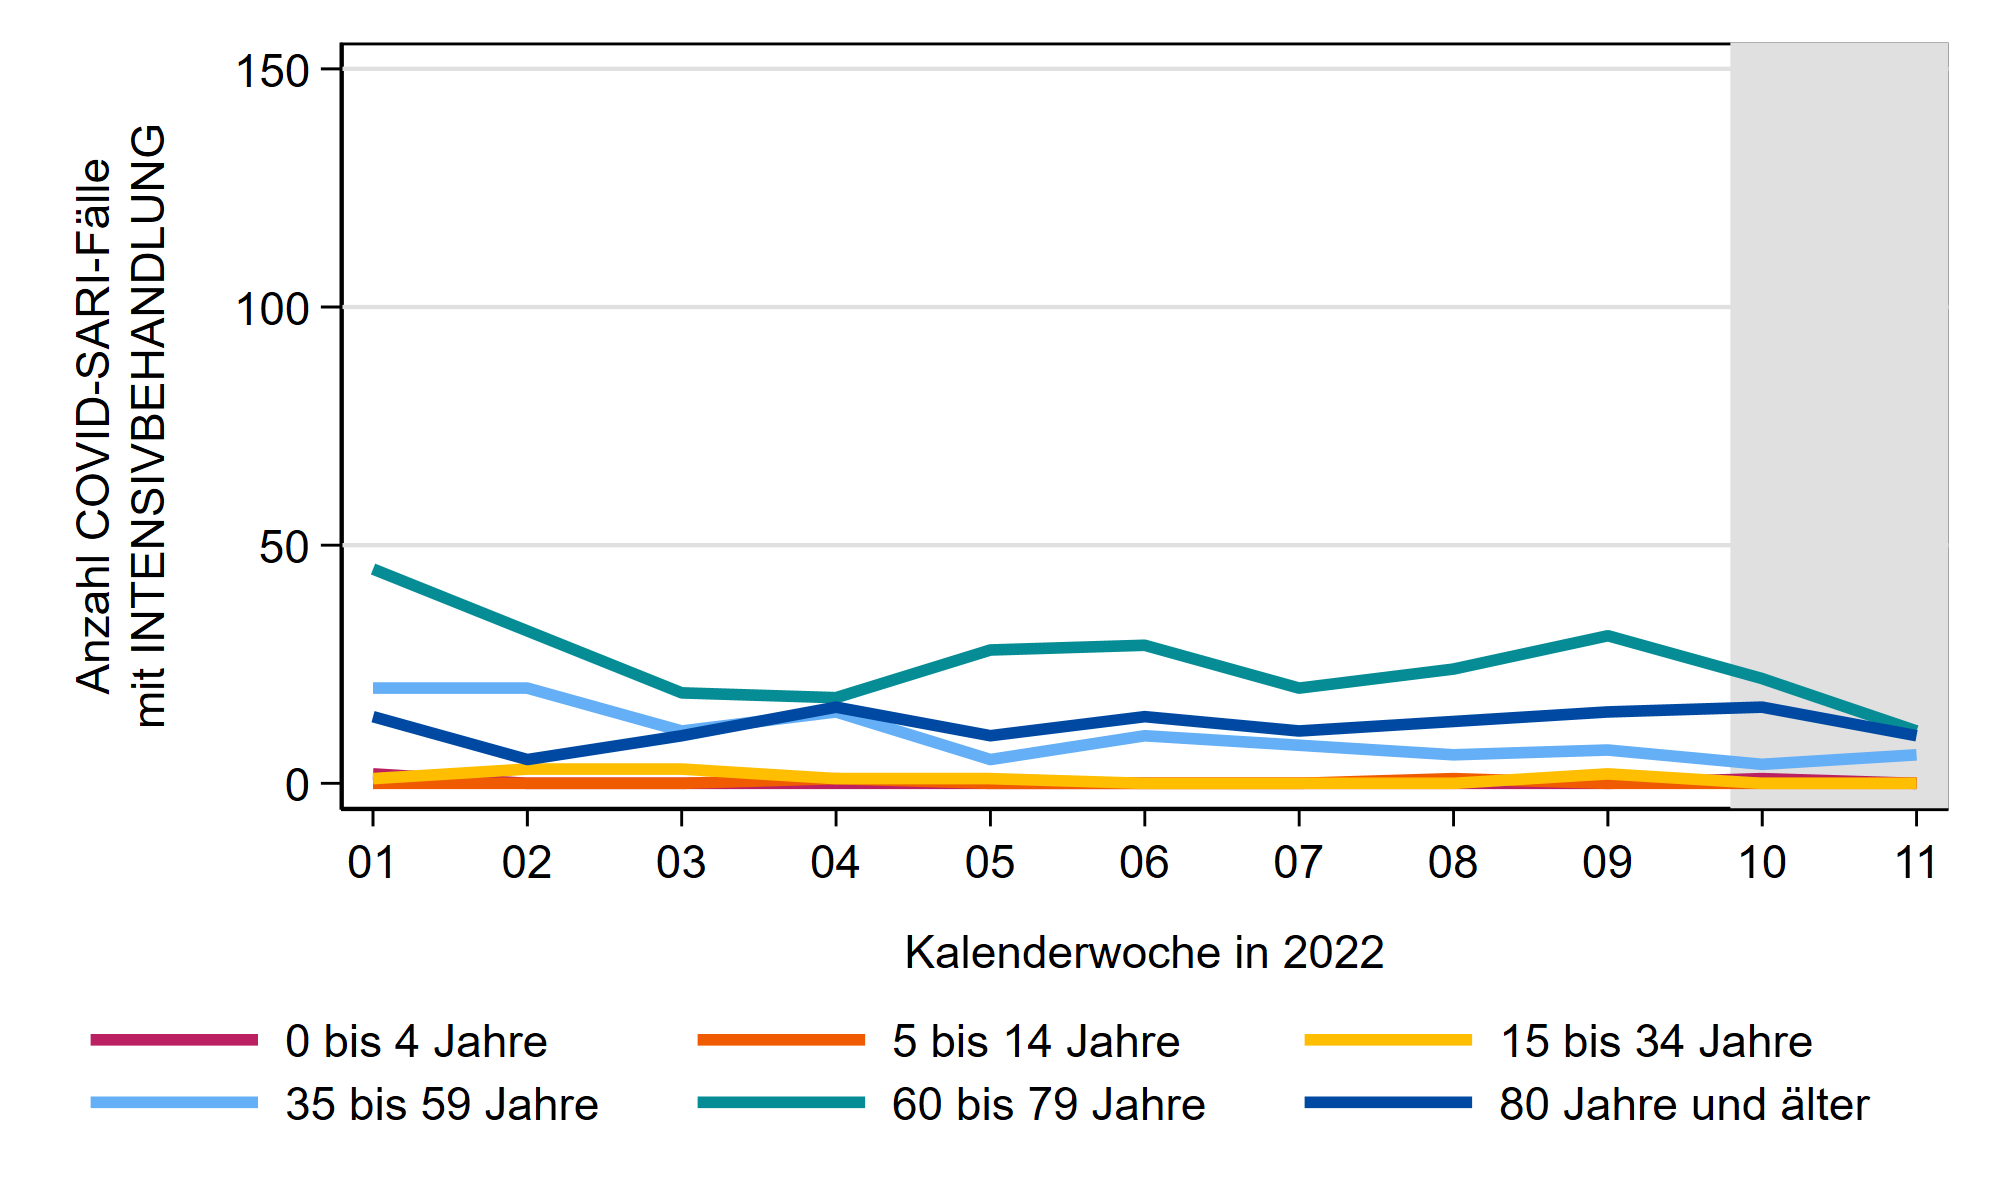 Anzahl COVID-SARI-Fälle
mit INTENSIVBEHANDLUNG
150
100
50
0
01 02 03 04 05 06 07 08 09 10 11
Kalenderwoche in 2022
0 bis 4 Jahre 5 bis 14 Jahre 15 bis 34 Jahre
35 bis 59 Jahre 60 bis 79 Jahre 80 Jahre und älter